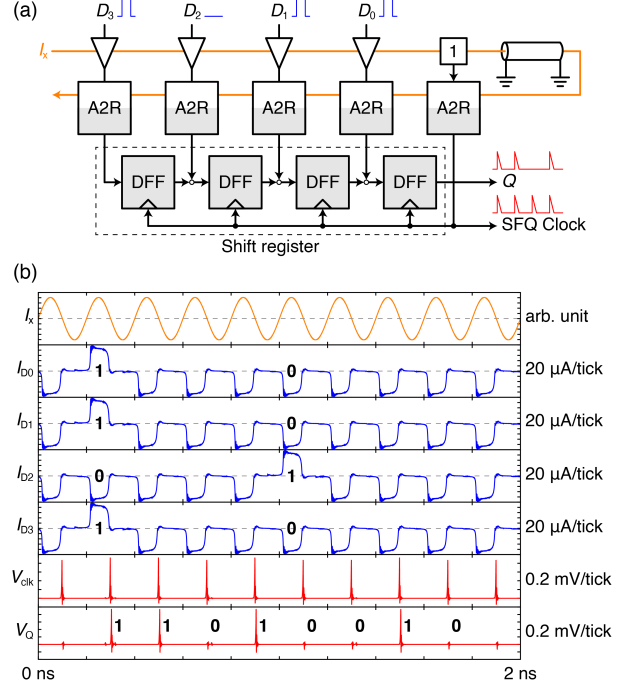 (a)
D3 D2 D1 D0
Ix
1
A2R A2R A2R A2R A2R
DFF DFF DFF DFF
Q
SFQ Clock
Shift register
(b)
Ix arb. unit
ID0 1 0 20 µA/tick
ID1 1 0 20 µA/tick
ID2 0 1 20 µA/tick
ID3 1 0 20 µA/tick
Vclk 0.2 mV/tick
VQ 1 1 0 1 0 0 1 0 0.2 mV/tick
0 ns 2 ns